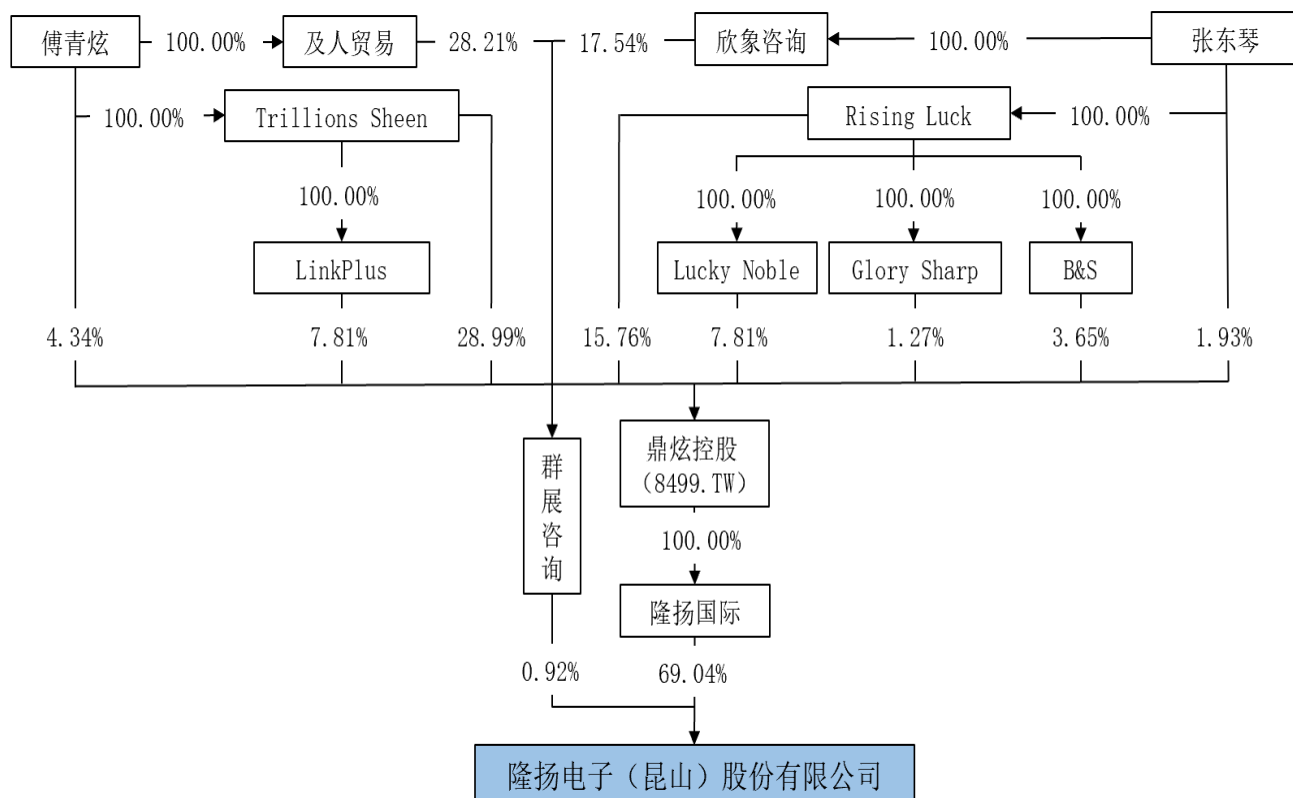 傅青炫
100.00%
及人贸易
28.21%
17.54%
欣象咨询
100.00%
张东琴
100.00%
Trillions Sheen
Rising Luck
100.00%
100.00%
100.00%
100.00%
100.00%
LinkPlus
Lucky Noble
Glory Sharp
B&S
4.34%
7.81%
28.99%
15.76%
7.81%
1.27%
3.65%
1.93%
群展咨询
鼎炫控股
（8499.TW）
100.00%
隆扬国际
0.92%
69.04%
隆扬电子（昆山）股份有限公司